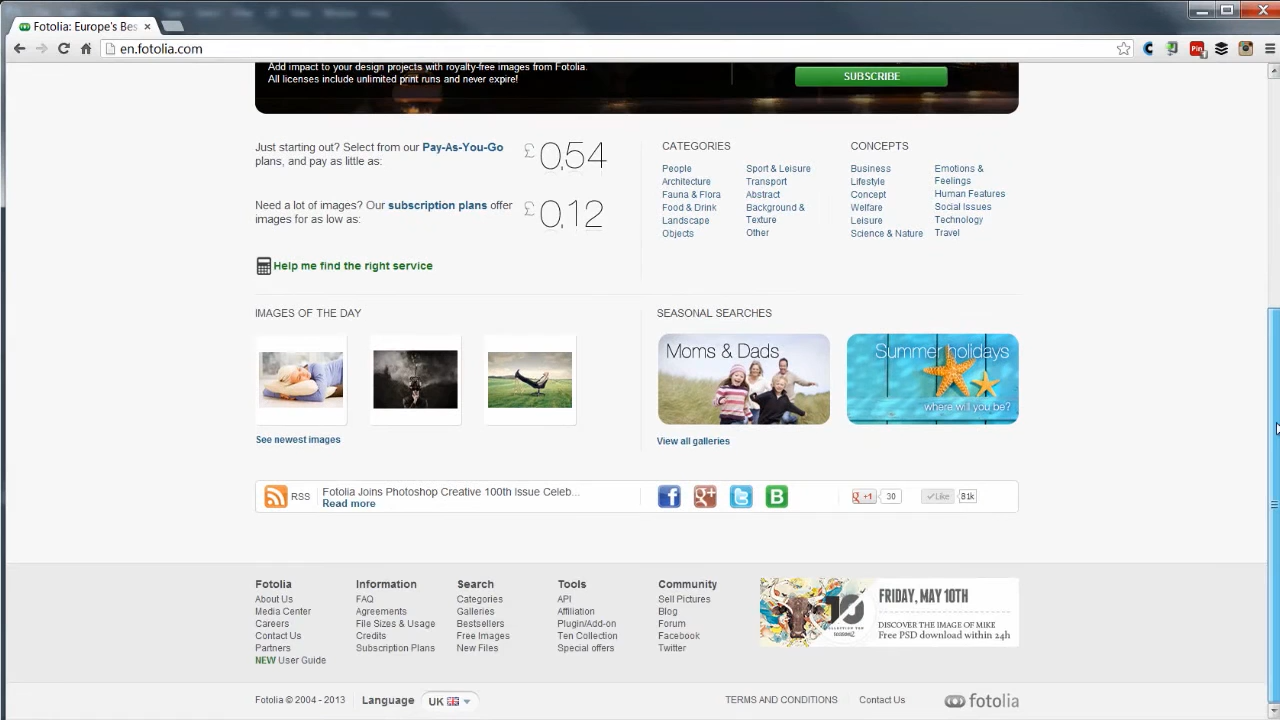 Fotolia: Europe's Bes
en.fotolia.com
Add impact to your design projects with royalty-free images from Fotolia.
All licenses include unlimited print runs and never expire!
SUBSCRIBE
Just starting out? Select from our Pay-As-You-Go
plans, and pay as little as:
£ 0,54
Need a lot of images? Our subscription plans offer
images for as low as:
£ 0,12
Help me find the right service
CATEGORIES
People
Architecture
Fauna & Flora
Food & Drink
Landscape
Objects
Sport & Leisure
Transport
Abstract
Background &
Texture
Other
CONCEPTS
Business
Lifestyle
Concept
Welfare
Leisure
Science & Nature
Emotions &
Feelings
Human Features
Social Issues
Technology
Travel
IMAGES OF THE DAY
See newest images
SEASONAL SEARCHES
Moms & Dads
Summer holidays
where will you be?
View all galleries
RSS
Fotolia Joins Photoshop Creative 100th Issue Celeb...
Read more
+1
30
Like
81k
Fotolia
About Us
Media Center
Careers
Contact Us
Partners
NEW User Guide
Information
FAQ
Agreements
File Sizes & Usage
Credits
Subscription Plans
Search
Categories
Galleries
Bestsellers
Free Images
New Files
Tools
API
Affiliation
Plugin/Add-on
Ten Collection
Special offers
Community
Sell Pictures
Blog
Forum
Facebook
Twitter
10
FRIDAY, MAY 10TH
DISCOVER THE IMAGE OF MIKE
Free PSD download within 24h
Fotolia © 2004 - 2013
Language
UK
TERMS AND CONDITIONS
Contact Us
fotolia